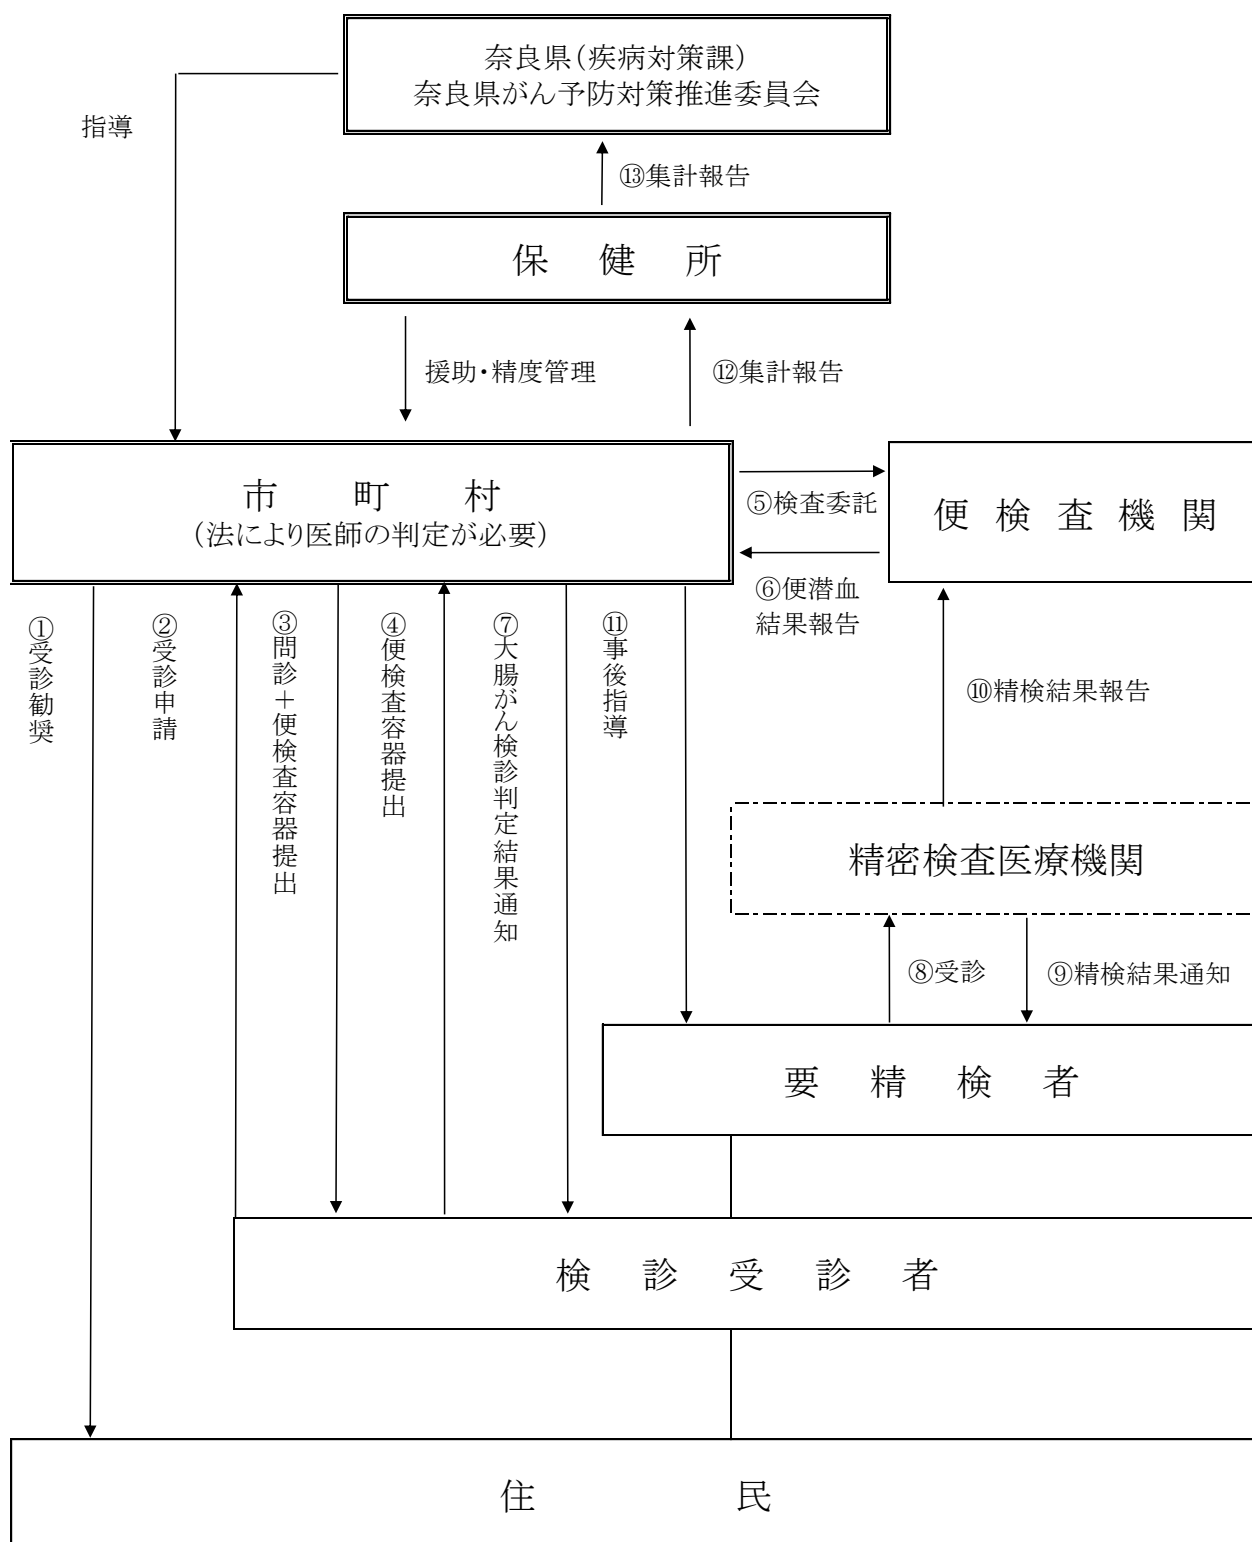 奈良県(疾病対策課)
奈良県がん予防対策推進委員会
指導
⑬集計報告
保健所
援助・精度管理
⑫集計報告
市町村
(法により医師の判定が必要)
⑤検査委託
便検査機関
⑥便潜血
結果報告
①受診勧奨
②受診申請
③問診＋便検査容器提出
④便検査容器提出
⑦大腸がん検診判定結果通知
⑪事後指導
⑩精検結果報告
精密検査医療機関
⑧受診
⑨精検結果通知
要精検者
検診受診者
住民